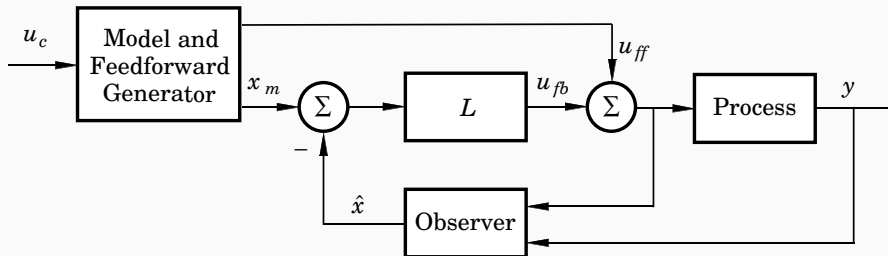 u_c
Model and
Feedforward
Generator
u_ff
x_m
Σ
L
u_fb
Σ
Process
y
−
x̂
Observer